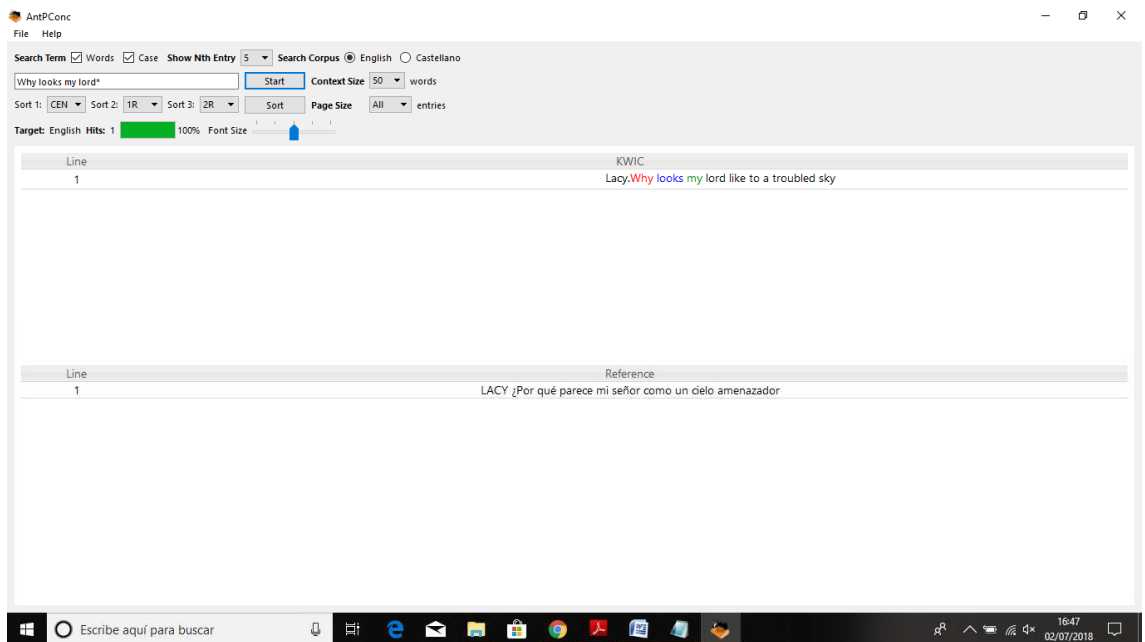 AntPConc
File Help
Search Term Words Case Show Nth Entry 5 Search Corpus English Castellano
Why looks my lord* Start Context Size 50 words
Sort 1: CEN Sort 2: 1R Sort 3: 2R Sort Page Size All entries
Target: English Hits: 1 100% Font Size
Line KWIC
1 Lacy.Why looks my lord like to a troubled sky
Line Reference
1 LACY ¿Por qué parece mi señor como un cielo amenazador
Escribe aquí para buscar
16:47
02/07/2018